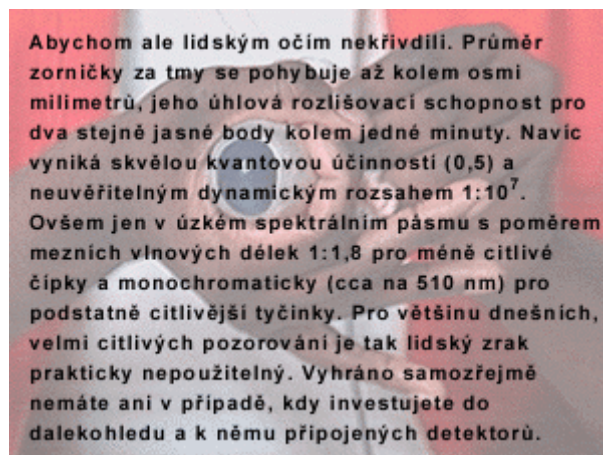 Abychom ale lidským očím nekřivdili. Průměr
zorničky za tmy se pohybuje až kolem osmi
milimetrů, jeho úhlová rozlišovací schopnost pro
dva stejně jasné body kolem jedné minuty. Navíc
vyniká skvělou kvantovou účinností (0,5) a
neuvěřitelným dynamickým rozsahem 1:10⁷.
Ovšem jen v úzkém spektrálním pásmu s poměrem
mezních vlnových délek 1:1,8 pro méně citlivé
čípky a monochromaticky (cca na 510 nm) pro
podstatně citlivější tyčinky. Pro většinu dnešních,
velmi citlivých pozorování je tak lidský zrak
prakticky nepoužitelný. Vyhráno samozřejmě
nemáte ani v případě, kdy investujete do
dalekohledu a k němu připojených detektorů.